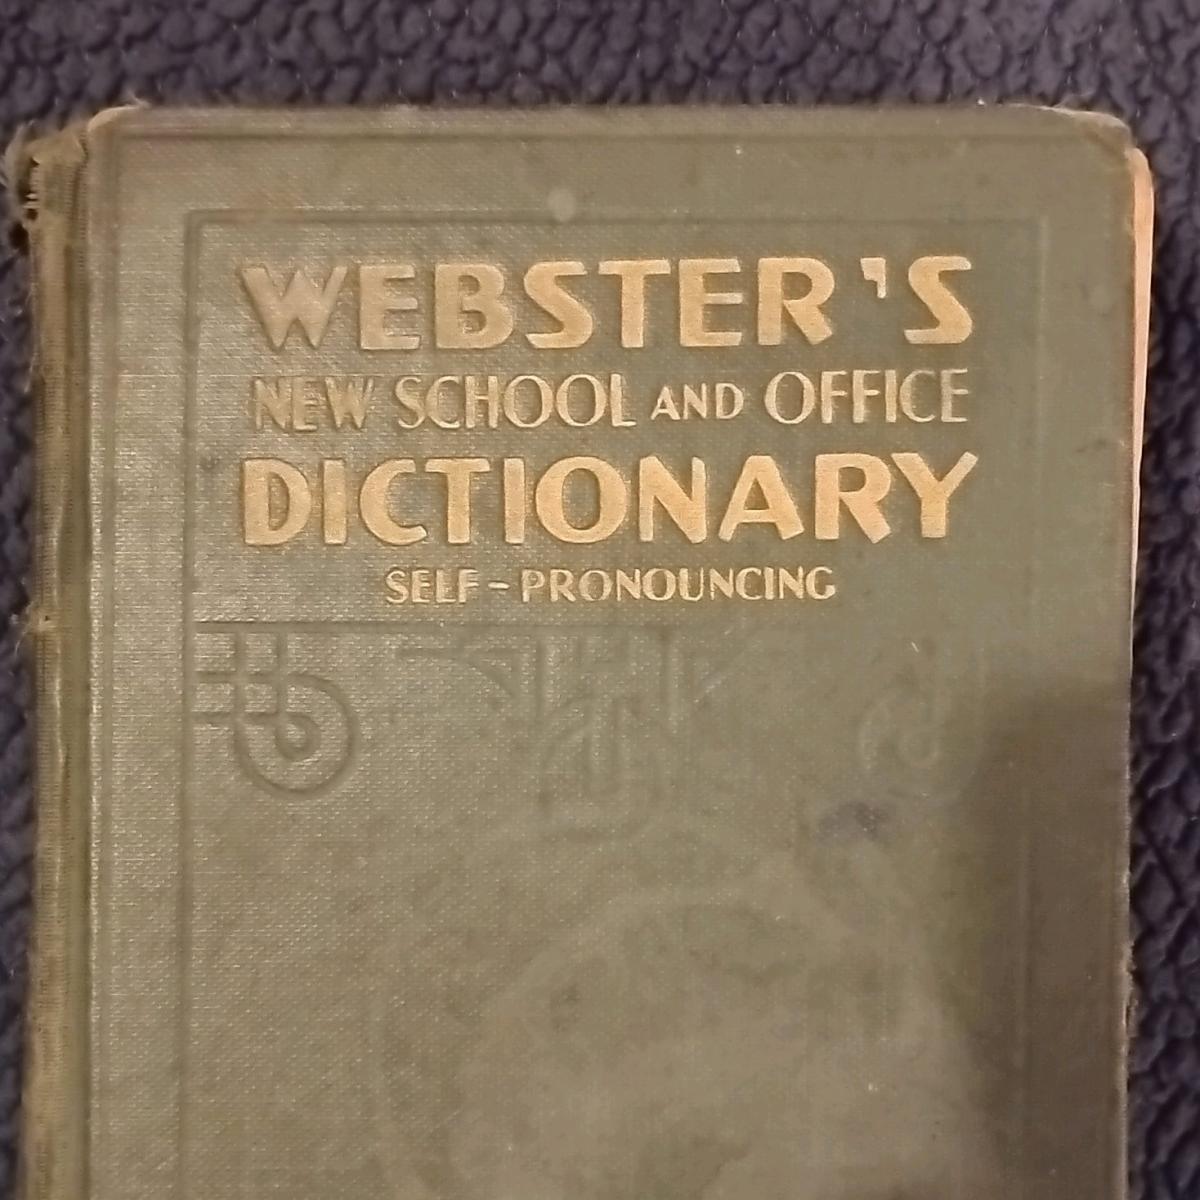 WEBSTER'S
NEW SCHOOL AND OFFICE
DICTIONARY
SELF-PRONOUNCING